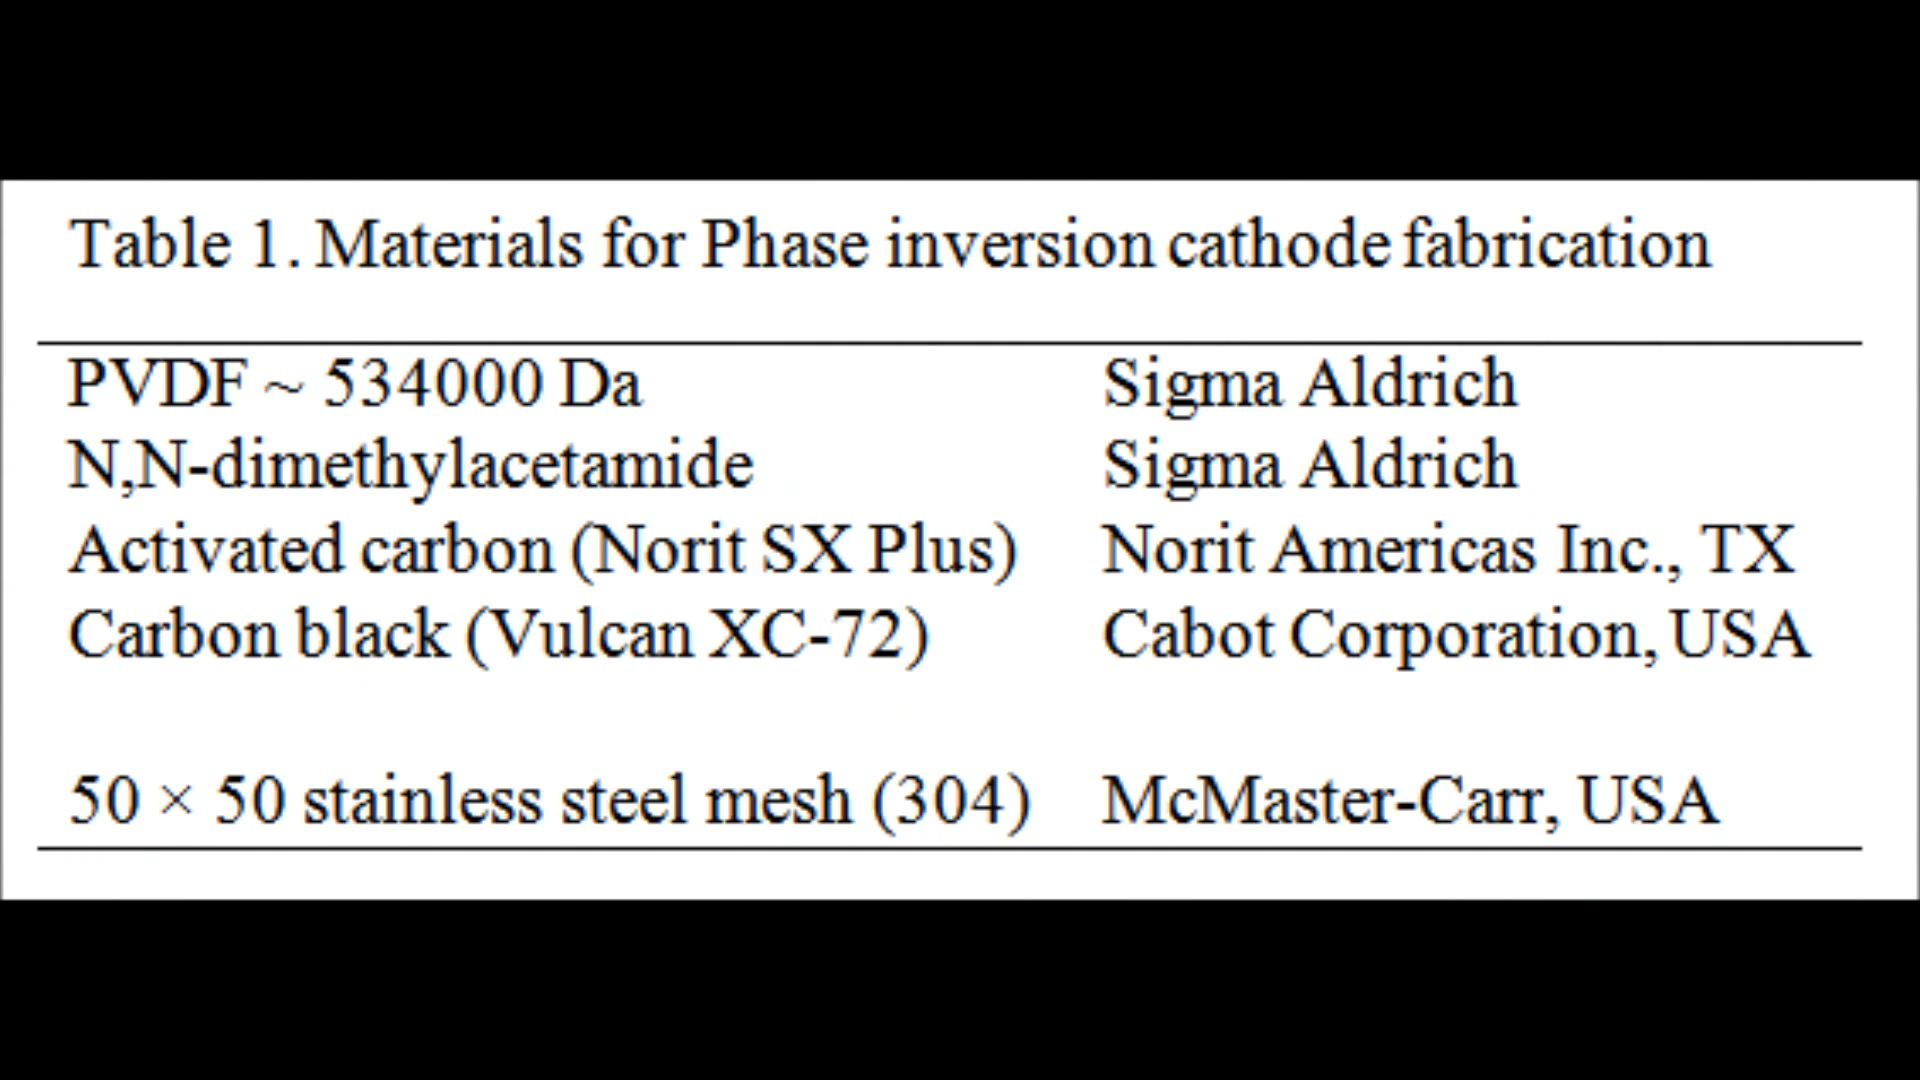 Table 1. Materials for Phase inversion cathode fabrication
PVDF ~ 534000 Da Sigma Aldrich
N,N-dimethylacetamide Sigma Aldrich
Activated carbon (Norit SX Plus) Norit Americas Inc., TX
Carbon black (Vulcan XC-72) Cabot Corporation, USA
50 × 50 stainless steel mesh (304) McMaster-Carr, USA